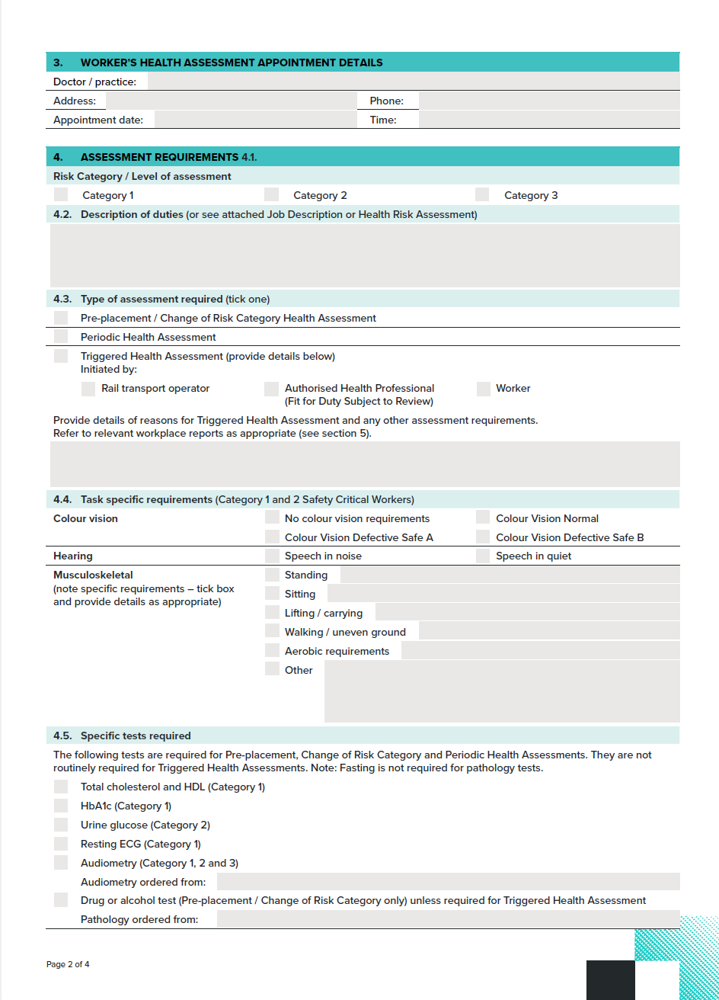 3. WORKER'S HEALTH ASSESSMENT APPOINTMENT DETAILS
Doctor / practice:
Address: Phone:
Appointment date: Time:
4. ASSESSMENT REQUIREMENTS 4.1.
Risk Category / Level of assessment
Category 1 Category 2 Category 3
4.2. Description of duties (or see attached Job Description or Health Risk Assessment)
4.3. Type of assessment required (tick one)
Pre-placement / Change of Risk Category Health Assessment
Periodic Health Assessment
Triggered Health Assessment (provide details below)
Initiated by:
Rail transport operator Authorised Health Professional Worker
(Fit for Duty Subject to Review)
Provide details of reasons for Triggered Health Assessment and any other assessment requirements.
Refer to relevant workplace reports as appropriate (see section 5).
4.4. Task specific requirements (Category 1 and 2 Safety Critical Workers)
Colour vision No colour vision requirements Colour Vision Normal
Colour Vision Defective Safe A Colour Vision Defective Safe B
Hearing Speech in noise Speech in quiet
Musculoskeletal Standing
(note specific requirements – tick box
and provide details as appropriate)
Sitting
Lifting / carrying
Walking / uneven ground
Aerobic requirements
Other
4.5. Specific tests required
The following tests are required for Pre-placement, Change of Risk Category and Periodic Health Assessments. They are not
routinely required for Triggered Health Assessments. Note: Fasting is not required for pathology tests.
Total cholesterol and HDL (Category 1)
HbA1c (Category 1)
Urine glucose (Category 2)
Resting ECG (Category 1)
Audiometry (Category 1, 2 and 3)
Audiometry ordered from:
Drug or alcohol test (Pre-placement / Change of Risk Category only) unless required for Triggered Health Assessment
Pathology ordered from:
Page 2 of 4